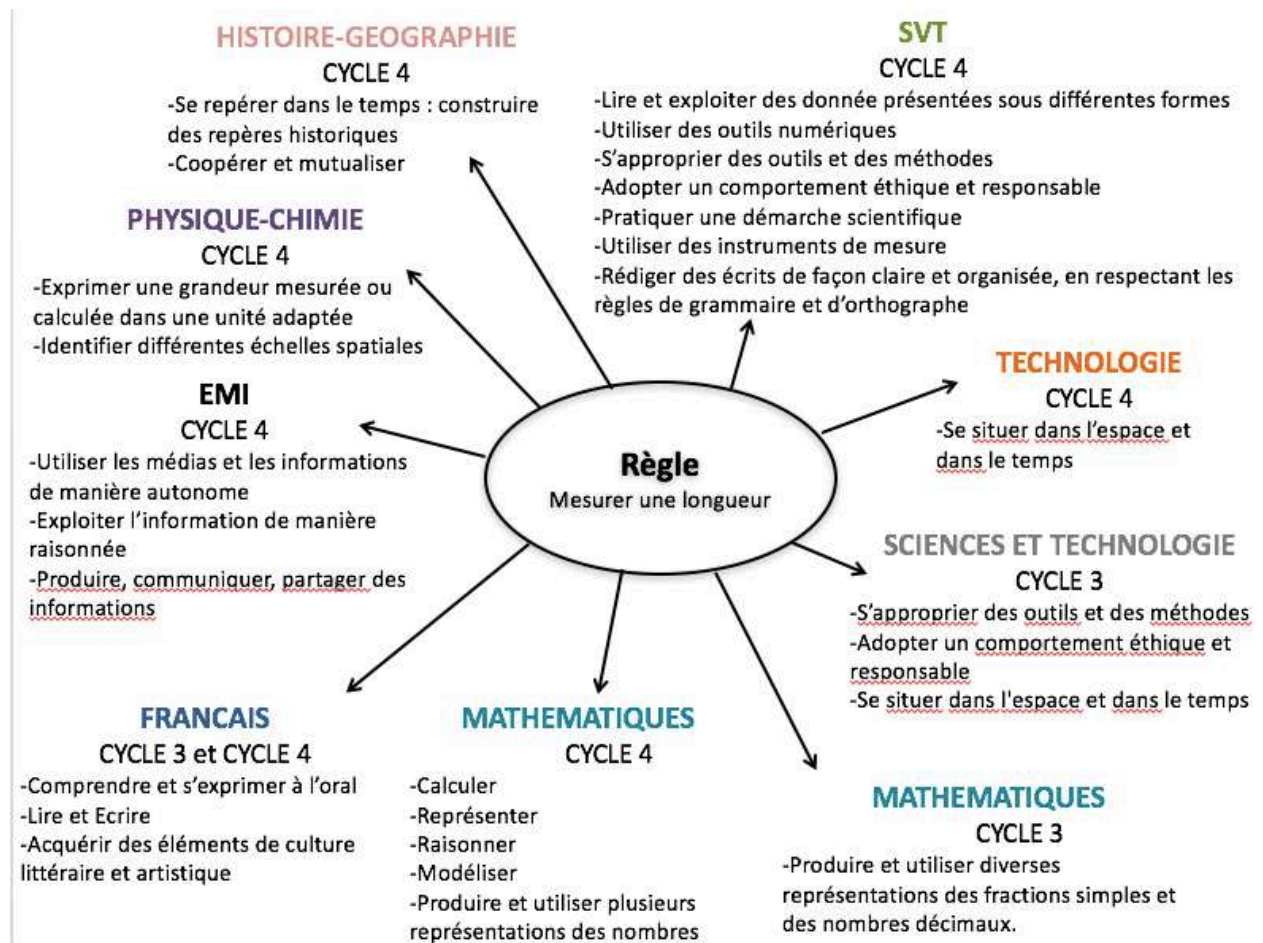 HISTOIRE-GEOGRAPHIE
CYCLE 4
-Se repérer dans le temps : construire
des repères historiques
-Coopérer et mutualiser
SVT
CYCLE 4
-Lire et exploiter des donnée présentées sous différentes formes
-Utiliser des outils numériques
-S'approprier des outils et des méthodes
-Adopter un comportement éthique et responsable
-Pratiquer une démarche scientifique
-Utiliser des instruments de mesure
-Rédiger des écrits de façon claire et organisée, en respectant les
règles de grammaire et d'orthographe
PHYSIQUE-CHIMIE
CYCLE 4
-Exprimer une grandeur mesurée ou
calculée dans une unité adaptée
-Identifier différentes échelles spatiales
TECHNOLOGIE
CYCLE 4
-Se situer dans l'espace et
dans le temps
EMI
CYCLE 4
-Utiliser les médias et les informations
de manière autonome
-Exploiter l'information de manière
raisonnée
-Produire, communiquer, partager des
informations
Règle
Mesurer une longueur
SCIENCES ET TECHNOLOGIE
CYCLE 3
-S'approprier des outils et des méthodes
-Adopter un comportement éthique et
responsable
-Se situer dans l'espace et dans le temps
FRANCAIS
CYCLE 3 et CYCLE 4
-Comprendre et s'exprimer à l'oral
-Lire et Ecrire
-Acquérir des éléments de culture
littéraire et artistique
MATHEMATIQUES
CYCLE 4
-Calculer
-Représenter
-Raisonner
-Modéliser
-Produire et utiliser plusieurs
représentations des nombres
MATHEMATIQUES
CYCLE 3
-Produire et utiliser diverses
représentations des fractions simples et
des nombres décimaux.